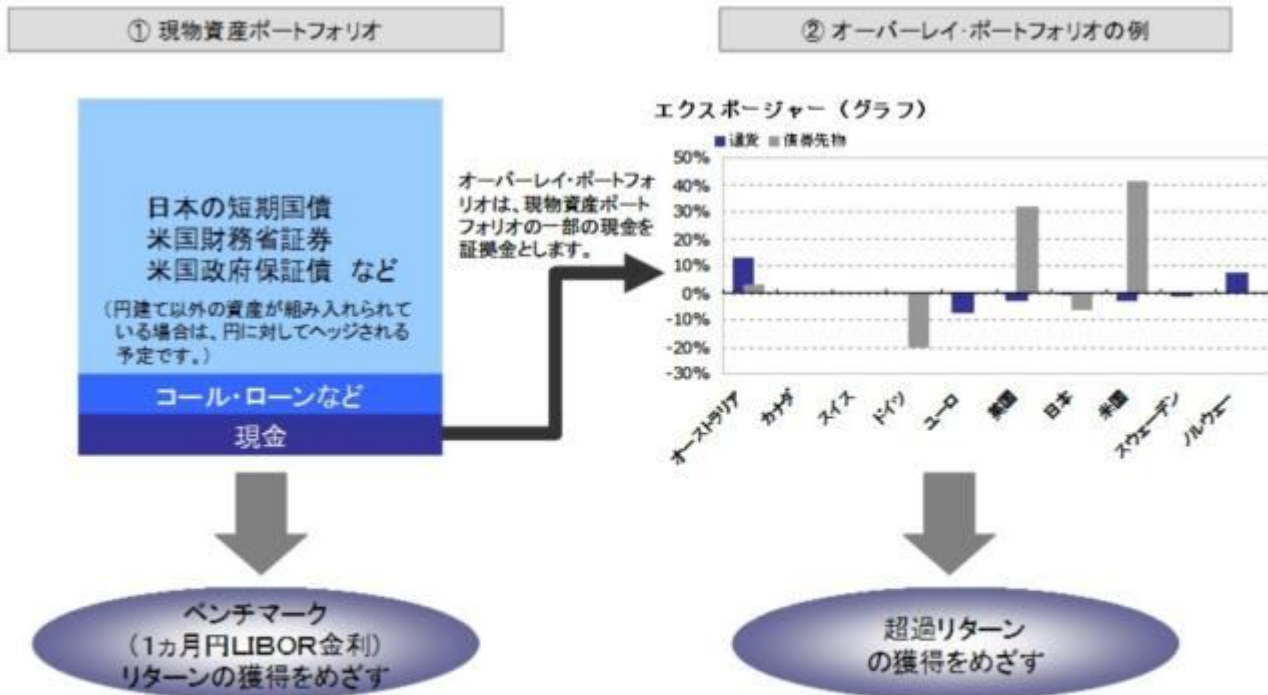 ① 現物資産ポートフォリオ
日本の短期国債
米国財務省証券
米国政府保証債 など
（円建て以外の資産が組み入れられて
いる場合は、円に対してヘッジされる
予定です。）
コール・ローンなど
現金
オーバーレイ・ポートフォ
リオは、現物資産ポート
フォリオの一部の現金を
証拠金とします。
② オーバーレイ・ポートフォリオの例
エクスポージャー（グラフ）
通貨 債券先物
50%
40%
30%
20%
10%
0%
-10%
-20%
-30%
オーストラリア
カナダ
スイス
ドイツ
ユーロ
英国
日本
米国
スウェーデン
ノルウェー
ベンチマーク
（1ヵ月円LIBOR金利）
リターンの獲得をめざす
超過リターン
の獲得をめざす